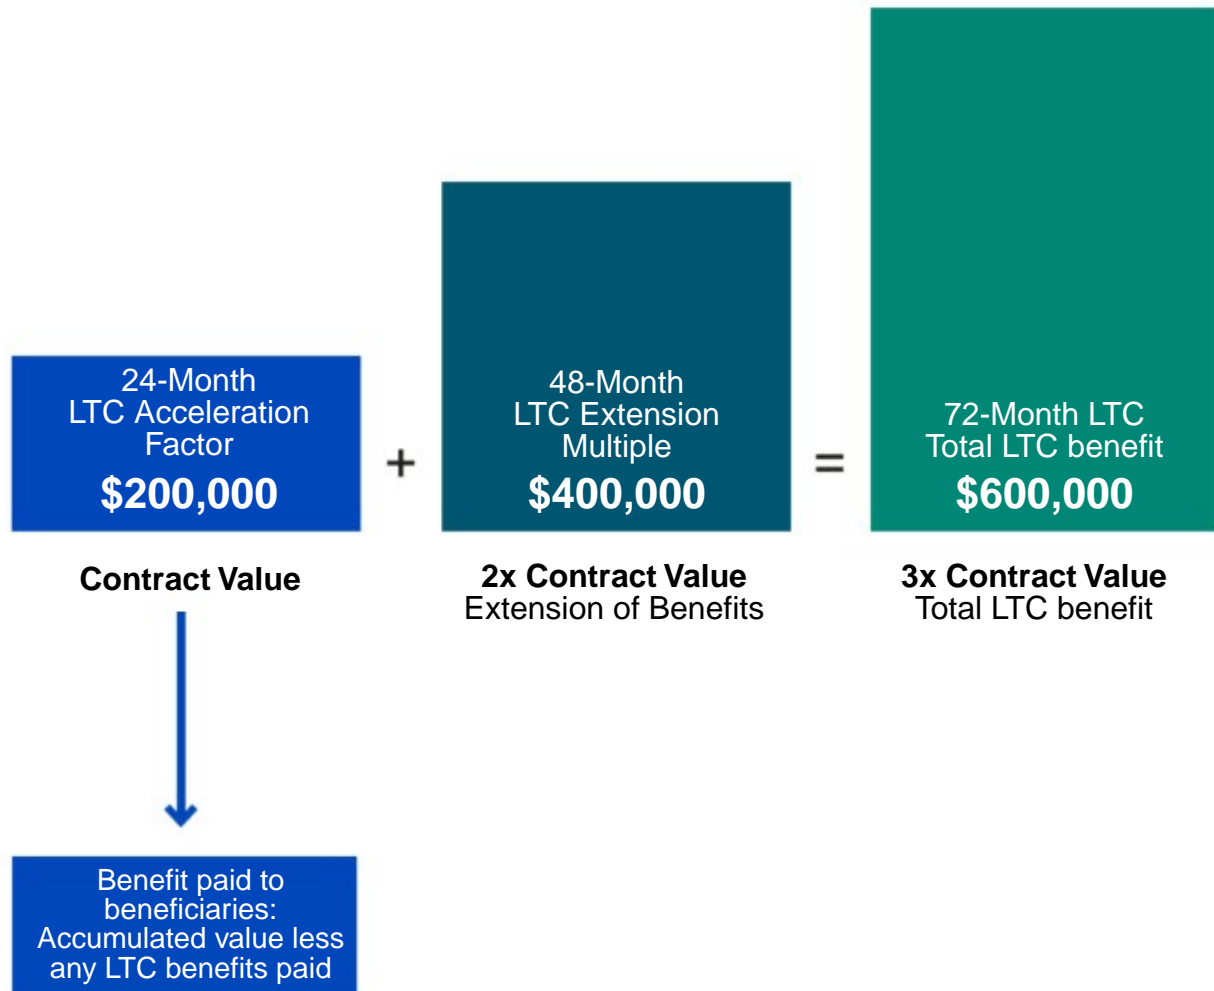 24-Month
LTC Acceleration
Factor
$200,000
+
48-Month
LTC Extension
Multiple
$400,000
=
72-Month LTC
Total LTC benefit
$600,000
Contract Value
2x Contract Value
Extension of Benefits
3x Contract Value
Total LTC benefit
Benefit paid to
beneficiaries:
Accumulated value less
any LTC benefits paid